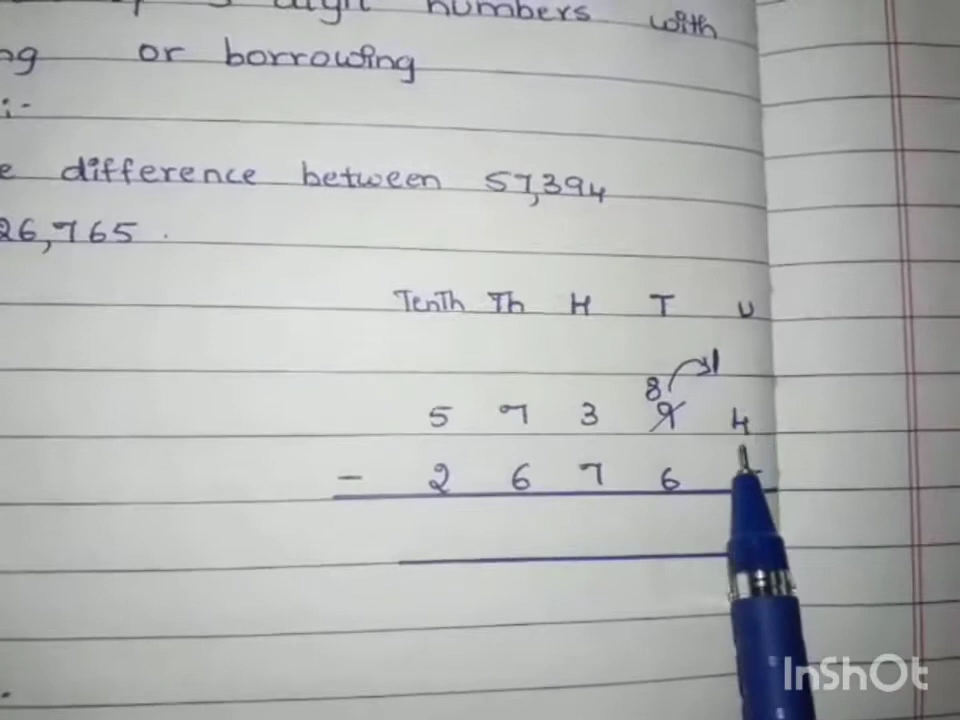 digit numbers with
or borrowing
:-
difference between 57,394
26,765.
TenTh Th H T U
8 1
5 7 3 9 4
- 2 6 7 6
InShOt